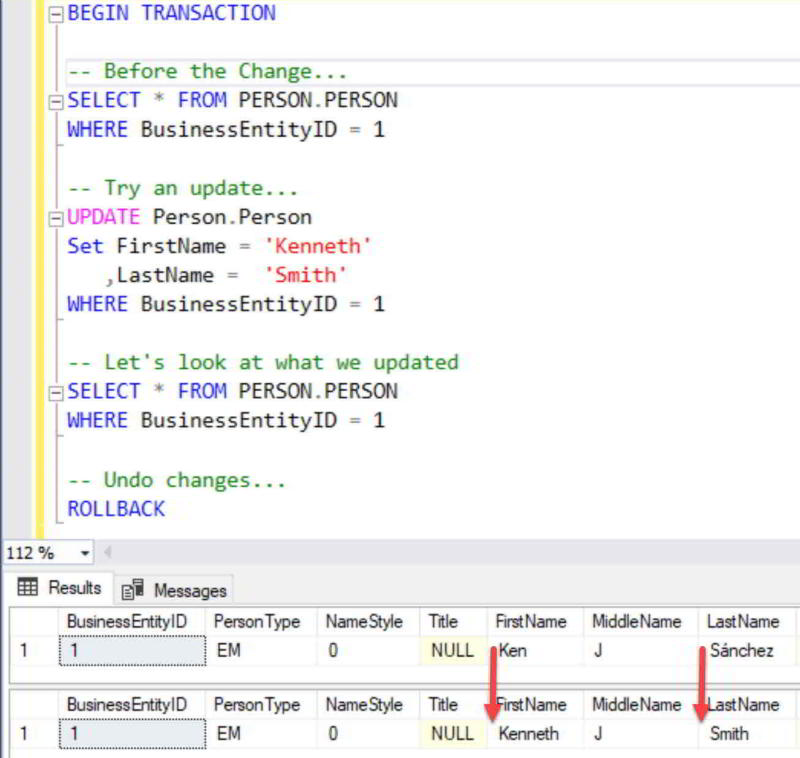 BEGIN TRANSACTION
-- Before the Change...
SELECT * FROM PERSON.PERSON
WHERE BusinessEntityID = 1
-- Try an update...
UPDATE Person.Person
Set FirstName = 'Kenneth'
,LastName = 'Smith'
WHERE BusinessEntityID = 1
-- Let's look at what we updated
SELECT * FROM PERSON.PERSON
WHERE BusinessEntityID = 1
-- Undo changes...
ROLLBACK
112 %
Results Messages
BusinessEntityID PersonType NameStyle Title FirstName MiddleName LastName
1 1 EM 0 NULL Ken J Sánchez
BusinessEntityID PersonType NameStyle Title FirstName MiddleName LastName
1 1 EM 0 NULL Kenneth J Smith